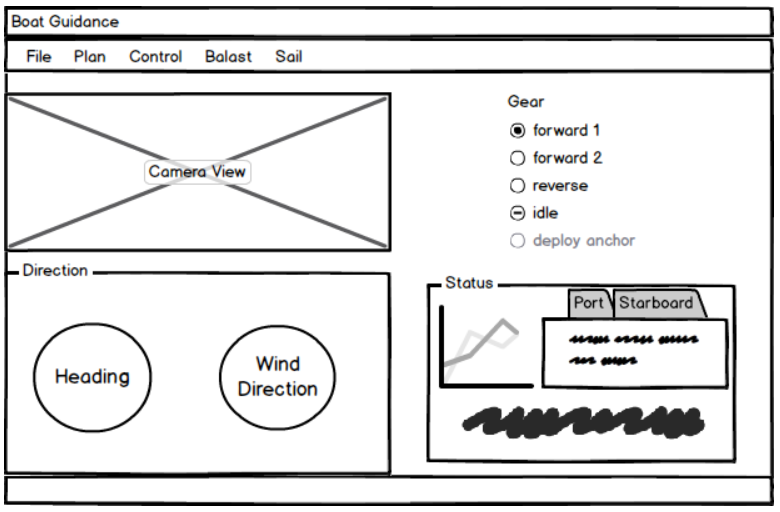 Boat Guidance
File Plan Control Balast Sail
Camera View
Gear
forward 1
forward 2
reverse
idle
deploy anchor
Direction
Heading
Wind
Direction
Status
Port Starboard